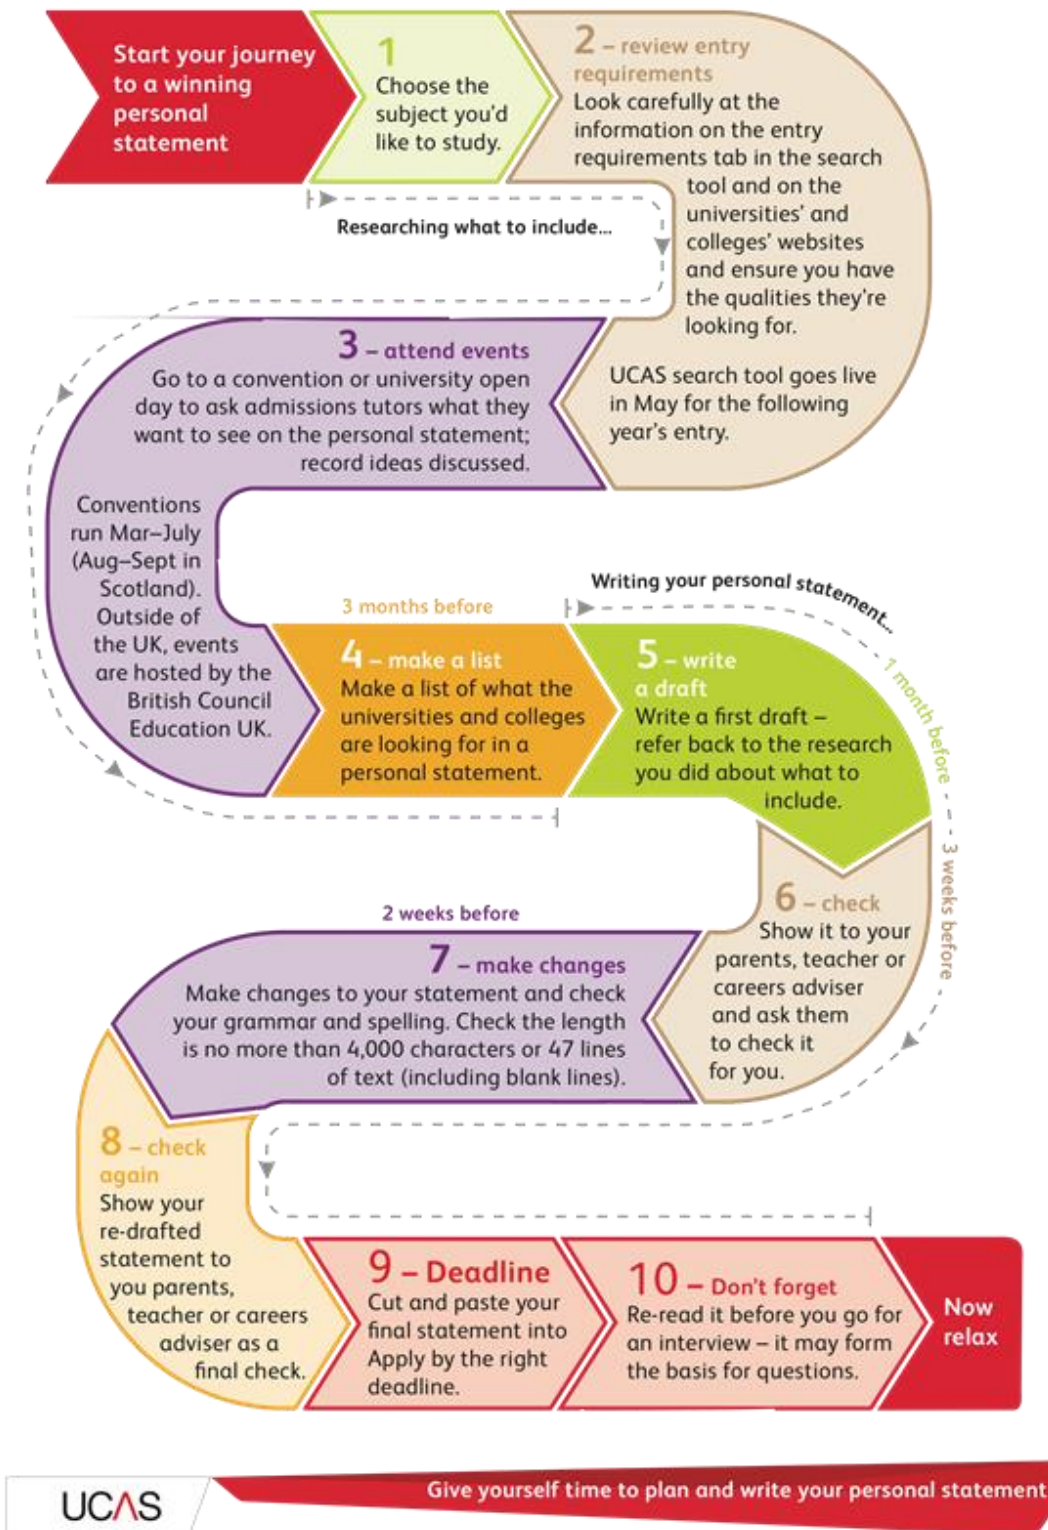 Start your journey
to a winning
personal
statement
1
Choose the
subject you'd
like to study.
2 – review entry
requirements
Look carefully at the
information on the entry
requirements tab in the search
tool and on the
universities' and
colleges' websites
and ensure you have
the qualities they're
looking for.
UCAS search tool goes live
in May for the following
year's entry.
Researching what to include...
3 – attend events
Go to a convention or university open
day to ask admissions tutors what they
want to see on the personal statement;
record ideas discussed.
Conventions
run Mar–July
(Aug–Sept in
Scotland).
Outside of
the UK, events
are hosted by the
British Council
Education UK.
3 months before
4 – make a list
Make a list of what the
universities and colleges
are looking for in a
personal statement.
Writing your personal statement...
1 month before
5 – write
a draft
Write a first draft –
refer back to the research
you did about what to
include.
3 weeks before
6 – check
Show it to your
parents, teacher or
careers adviser
and ask them
to check it
for you.
2 weeks before
7 – make changes
Make changes to your statement and check
your grammar and spelling. Check the length
is no more than 4,000 characters or 47 lines
of text (including blank lines).
8 – check
again
Show your
re-drafted
statement to
you parents,
teacher or careers
adviser as a
final check.
9 – Deadline
Cut and paste your
final statement into
Apply by the right
deadline.
10 – Don't forget
Re-read it before you go for
an interview – it may form
the basis for questions.
Now
relax
UCAS
Give yourself time to plan and write your personal statement